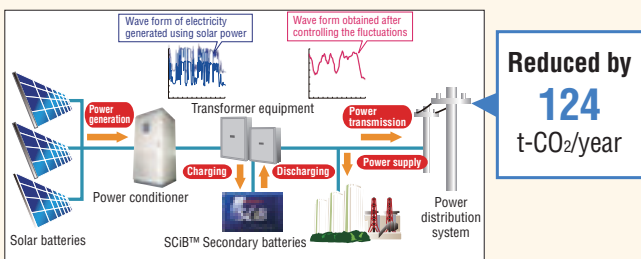 Wave form of electricity
generated using solar power
Wave form obtained after
controlling the fluctuations
Power
generation
Transformer equipment
Power
transmission
Charging
Discharging
Power supply
Power conditioner
Solar batteries
SCiB™ Secondary batteries
Power
distribution
system
Reduced by
124
t-CO₂/year